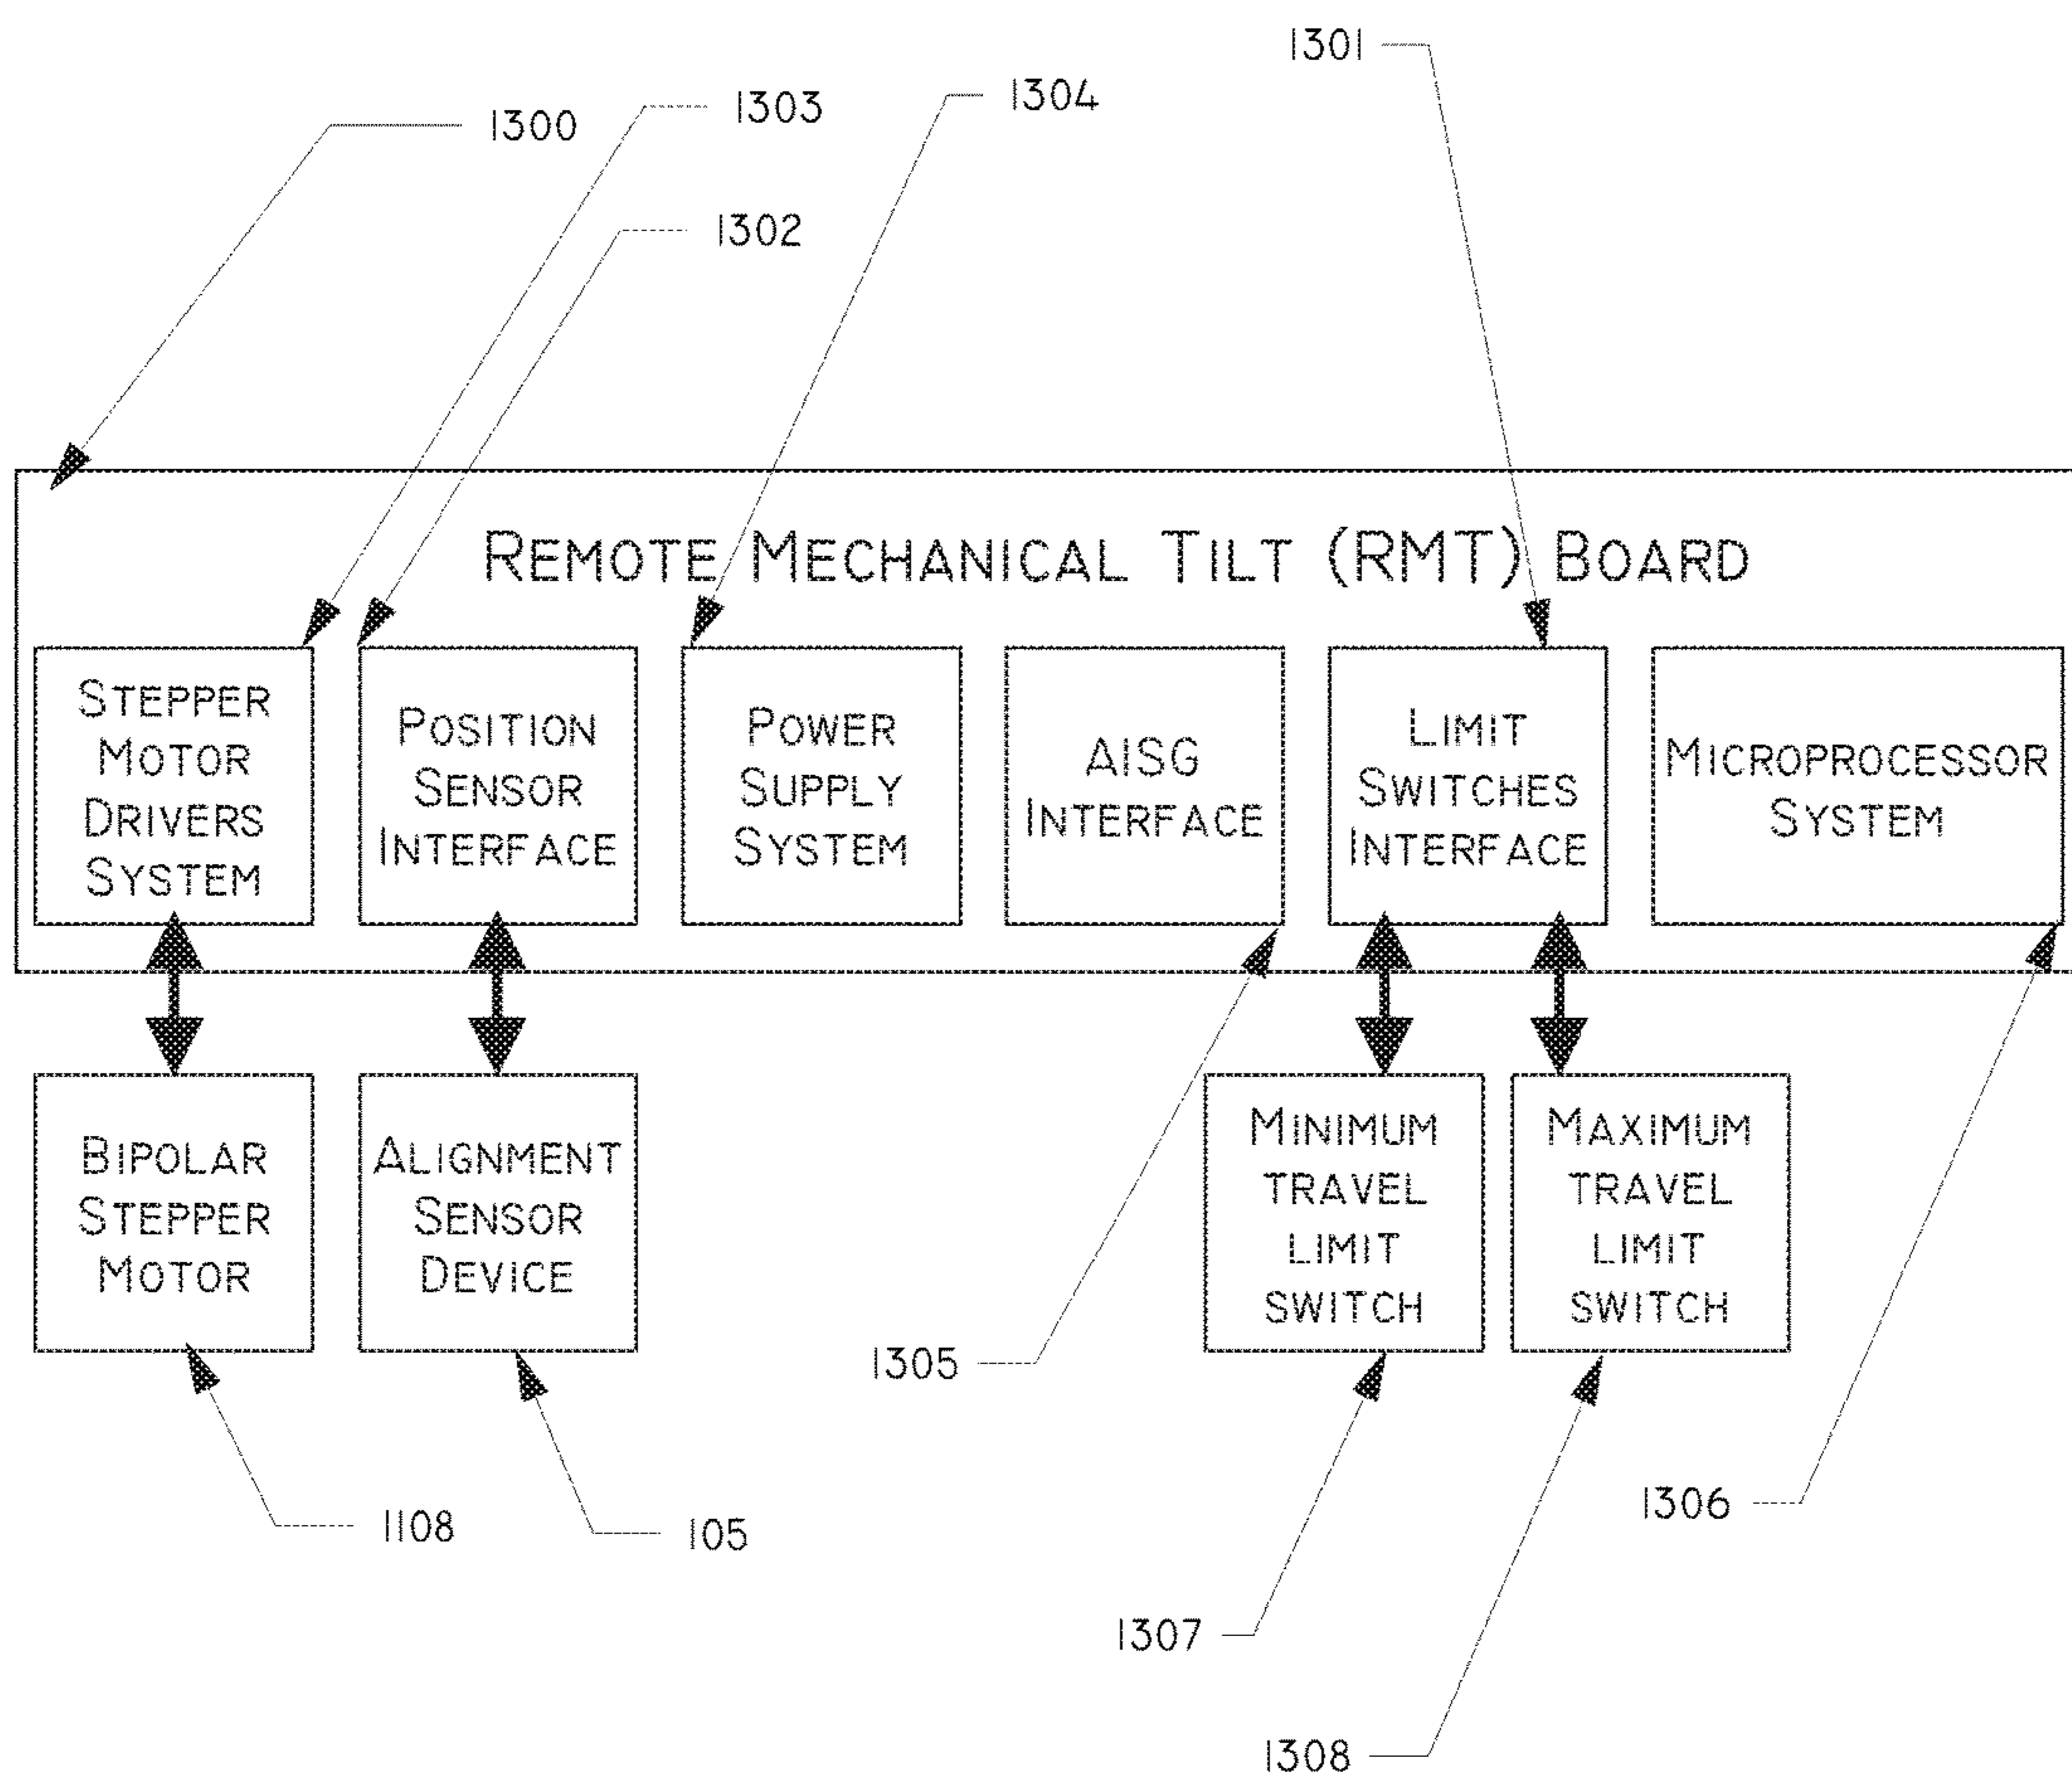 1301
1304
1303
1300
1302
REMOTE MECHANICAL TILT (RMT) BOARD
STEPPER
MOTOR
DRIVERS
SYSTEM
POSITION
SENSOR
INTERFACE
POWER
SUPPLY
SYSTEM
AISG
INTERFACE
LIMIT
SWITCHES
INTERFACE
MICROPROCESSOR
SYSTEM
BIPOLAR
STEPPER
MOTOR
ALIGNMENT
SENSOR
DEVICE
MINIMUM
TRAVEL
LIMIT
SWITCH
MAXIMUM
TRAVEL
LIMIT
SWITCH
1305
1306
1108
105
1307
1308